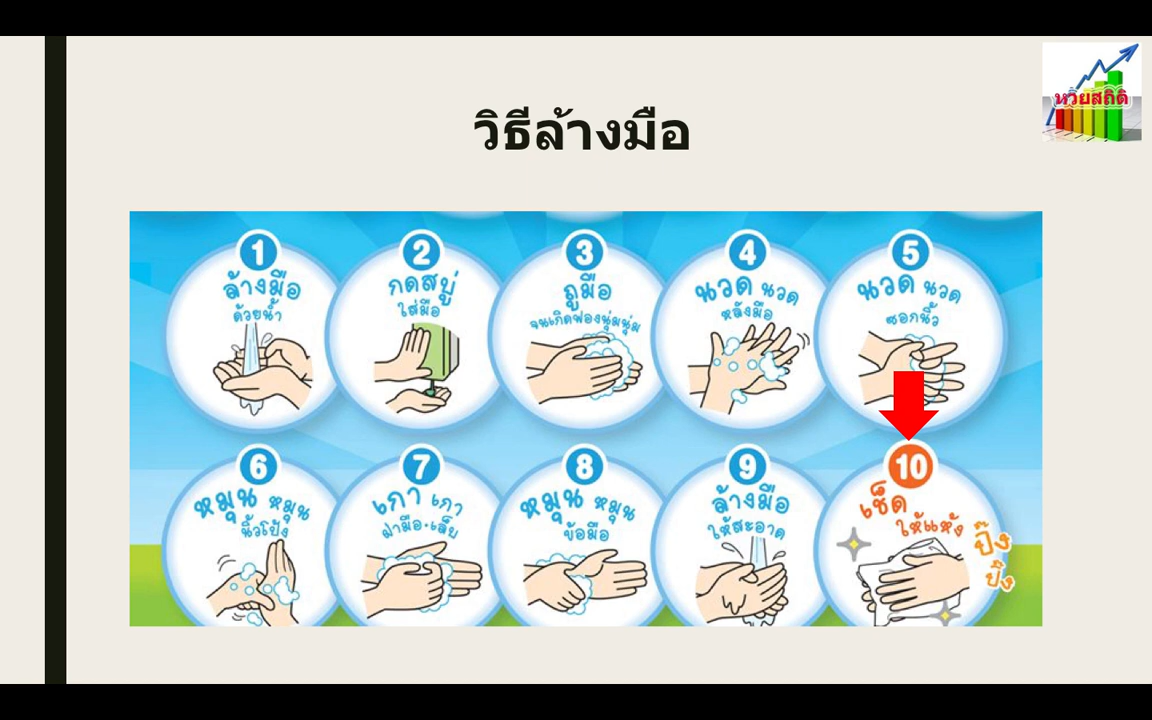 หวยสถิติ
วิธีล้างมือ
1
ล้างมือ
ด้วยน้ำ
2
กดสบู่
ใส่มือ
3
ถูมือ
จนเกิดฟองนุ่มนุ่ม
4
นวด นวด
หลังมือ
5
นวด นวด
ซอกนิ้ว
6
หมุน หมุน
นิ้วโป้ง
7
เกา เกา
ฝ่ามือ・เล็บ
8
หมุน หมุน
ข้อมือ
9
ล้างมือ
ให้สะอาด
10
เช็ด
ให้แห้ง
ปิ๊ง
ปิ๊ง